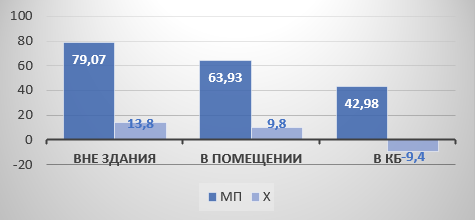 100
80
60
40
20
0
-20
79,07
13,8
63,93
9,8
42,98
-9,4
ВНЕ ЗДАНИЯ
В ПОМЕЩЕНИИ
В КБ
МП
Х